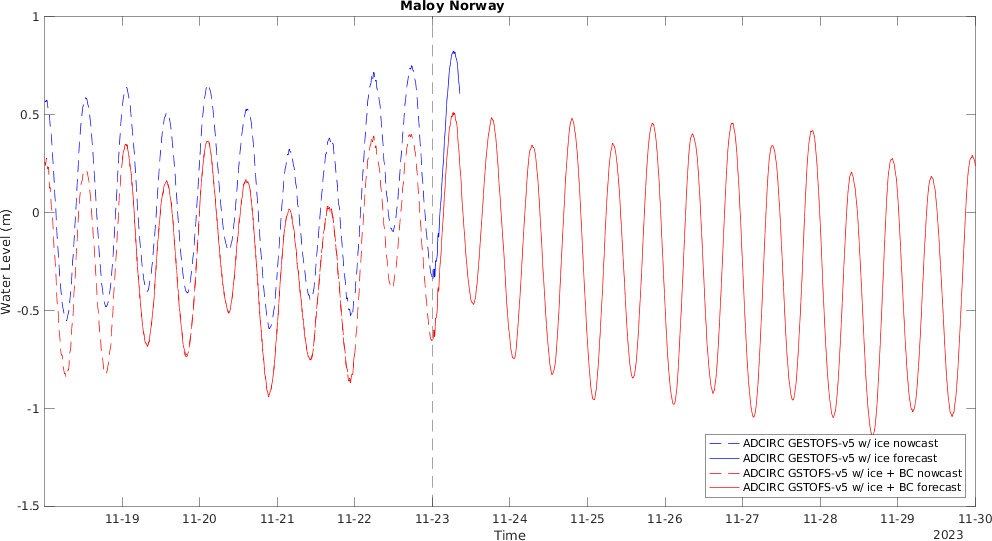 Maloy Norway
1
0.5
0
-0.5
-1
-1.5
Water Level (m)
ADCIRC GESTOFS-v5 w/ ice nowcast
ADCIRC GESTOFS-v5 w/ ice forecast
ADCIRC GSTOFS-v5 w/ ice + BC nowcast
ADCIRC GSTOFS-v5 w/ ice + BC forecast
11-19 11-20 11-21 11-22 11-23 11-24 11-25 11-26 11-27 11-28 11-29 11-30
Time
2023